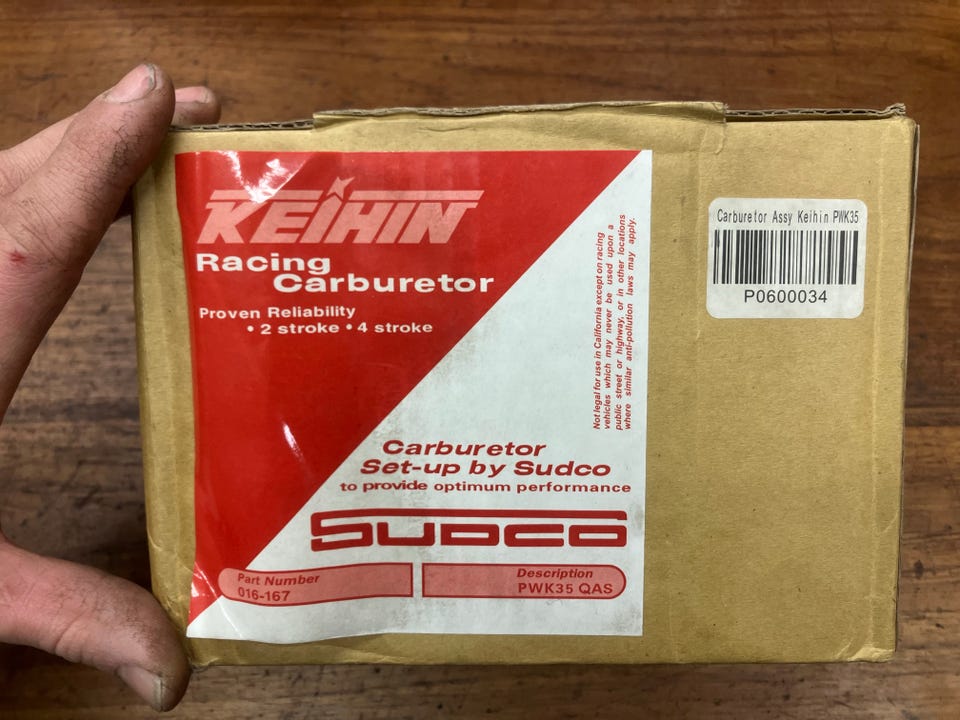 KEIHIN
Racing
Carburetor
Proven Reliability
• 2 stroke • 4 stroke
Not legal for use in California except on racing
vehicles which may never be used upon a
public street or highway, or in other locations
where similar anti-pollution laws may apply.
Carburetor
Set-up by Sudco
to provide optimum performance
SUDCO
Part Number
016-167
Description
PWK35 QAS
Carburetor Assy Keihin PWK35
P0600034